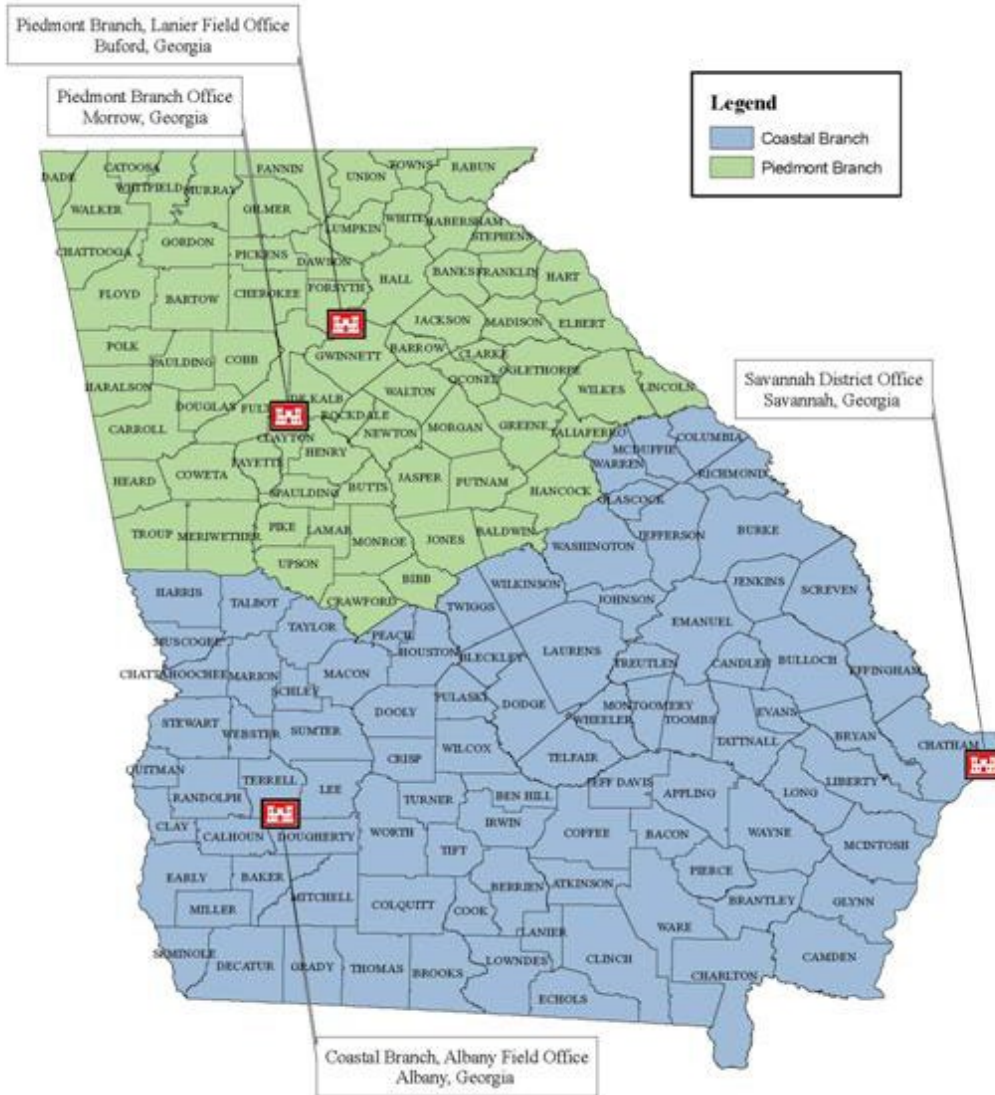 Piedmont Branch, Lanier Field Office
Buford, Georgia
Piedmont Branch Office
Morrow, Georgia
Legend
Coastal Branch
Piedmont Branch
Savannah District Office
Savannah, Georgia
Coastal Branch, Albany Field Office
Albany, Georgia
DADE
CATOOSA
WHITFIELD
MURRAY
FANNIN
UNION
TOWNS
RABUN
WALKER
GILMER
LUMPKIN
WHITE
HABERSHAM
STEPHENS
CHATTOOGA
GORDON
PICKENS
DAWSON
HALL
BANKS
FRANKLIN
HART
FLOYD
BARTOW
CHEROKEE
FORSYTH
JACKSON
MADISON
ELBERT
POLK
PAULDING
COBB
GWINNETT
BARROW
CLARKE
OCONEE
OGLETHORPE
WILKES
LINCOLN
HARALSON
DOUGLAS
DE KALB
ROCKDALE
WALTON
CARROLL
CLAYTON
NEWTON
MORGAN
GREENE
TALIAFERRO
HEARD
COWETA
FAYETTE
HENRY
SPAULDING
BUTTS
JASPER
PUTNAM
HANCOCK
TROUP
MERIWETHER
PIKE
LAMAR
MONROE
JONES
BALDWIN
UPSON
BIBB
CRAWFORD
COLUMBIA
MCDUFFIE
WARREN
RICHMOND
GLASCOCK
BURKE
WASHINGTON
JEFFERSON
HARRIS
TALBOT
TAYLOR
PEACH
TWIGGS
WILKINSON
JOHNSON
JENKINS
SCREVEN
EMANUEL
MUSCOGEE
CHATTAHOOCHEE
MARION
SCHLEY
MACON
HOUSTON
BLECKLEY
LAURENS
TREUTLEN
CANDLER
BULLOCH
EFFINGHAM
STEWART
WEBSTER
SUMTER
DOOLY
PULASKY
DODGE
WHEELER
MONTGOMERY
TOOMBS
TATTNALL
EVANS
BRYAN
CHATHAM
QUITMAN
TERRELL
LEE
CRISP
WILCOX
TELFAIR
JEFF DAVIS
APPLING
LONG
LIBERTY
RANDOLPH
CLAY
CALHOUN
DOUGHERTY
WORTH
TURNER
BEN HILL
IRWIN
COFFEE
BACON
WAYNE
MCINTOSH
TIFT
EARLY
BAKER
MITCHELL
COLQUITT
COOK
BERRIEN
ATKINSON
PIERCE
BRANTLEY
GLYNN
MILLER
LANIER
WARE
SEMINOLE
DECATUR
GRADY
THOMAS
BROOKS
LOWNDES
CLINCH
CHARLTON
CAMDEN
ECHOLS